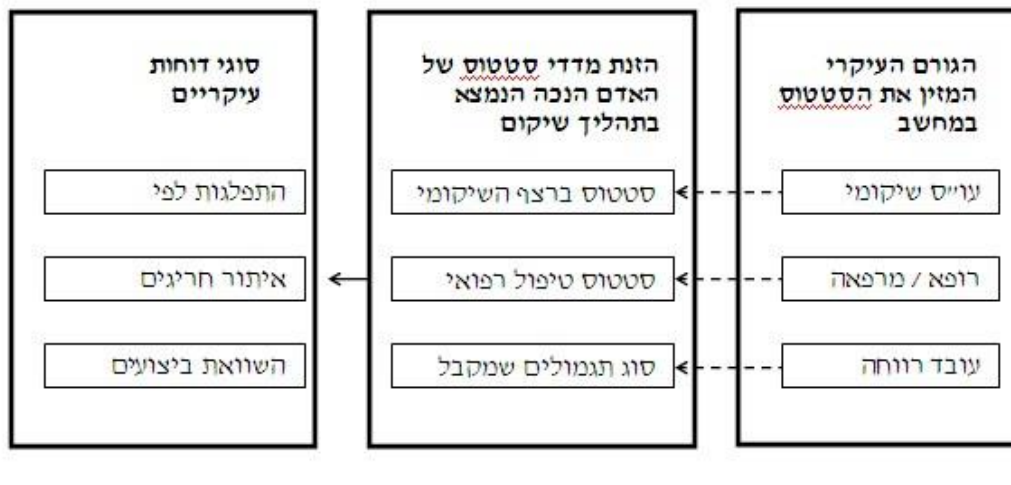 הגורם העיקרי
המזין את הסטטוס
במחשב
עו״ס שיקומי
רופא / מרפאה
עובד רווחה
הזנת מדדי סטטוס של
האדם הנכה הנמצא
בתהליך שיקום
סטטוס ברצף השיקומי
סטטוס טיפול רפואי
סוג תגמולים שמקבל
סוגי דוחות
עיקריים
התפלגות לפי
איתור חריגים
השוואת ביצועים